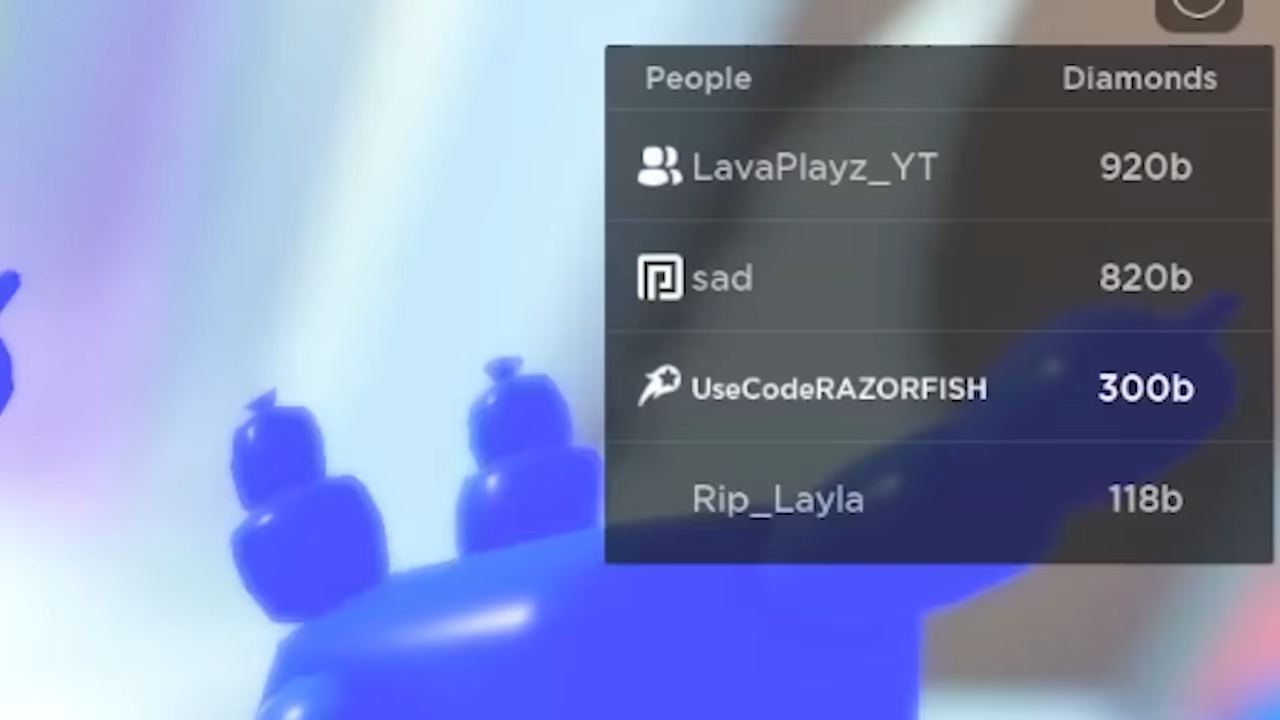 People Diamonds
LavaPlayz_YT 920b
sad 820b
UseCodeRAZORFISH 300b
Rip_Layla 118b